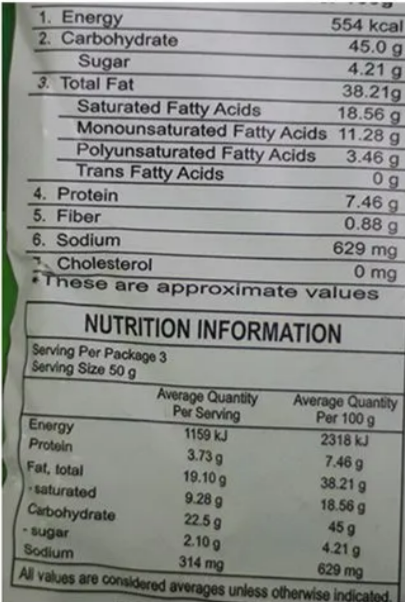 1. Energy 554 kcal
2. Carbohydrate 45.0 g
Sugar 4.21 g
3. Total Fat 38.21g
Saturated Fatty Acids 18.56 g
Monounsaturated Fatty Acids 11.28 g
Polyunsaturated Fatty Acids 3.46 g
Trans Fatty Acids 0 g
4. Protein 7.46 g
5. Fiber 0.88 g
6. Sodium 629 mg
7. Cholesterol 0 mg
* These are approximate values
NUTRITION INFORMATION
Serving Per Package 3
Serving Size 50 g
Average Quantity Average Quantity
Per Serving Per 100 g
Energy 1159 kJ 2318 kJ
Protein 3.73 g 7.46 g
Fat, total 19.10 g 38.21 g
- saturated 9.28 g 18.56 g
Carbohydrate 22.5 g 45 g
- sugar 2.10 g 4.21 g
Sodium 314 mg 629 mg
All values are considered averages unless otherwise indicated.